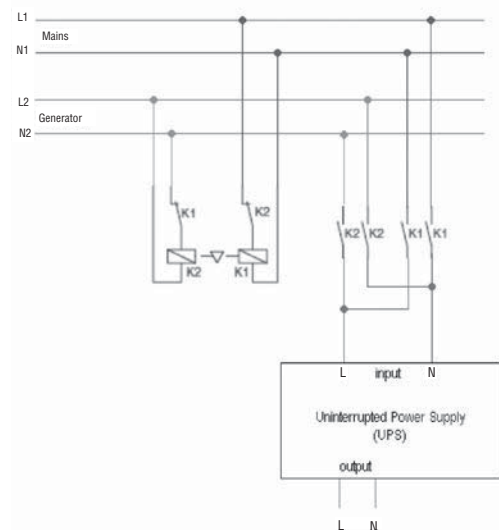 L1
Mains
N1
L2
Generator
N2
K1 K2
K2 K2 K1 K1
K2 K1
L input N
Uninterrupted Power Supply
(UPS)
output
L N